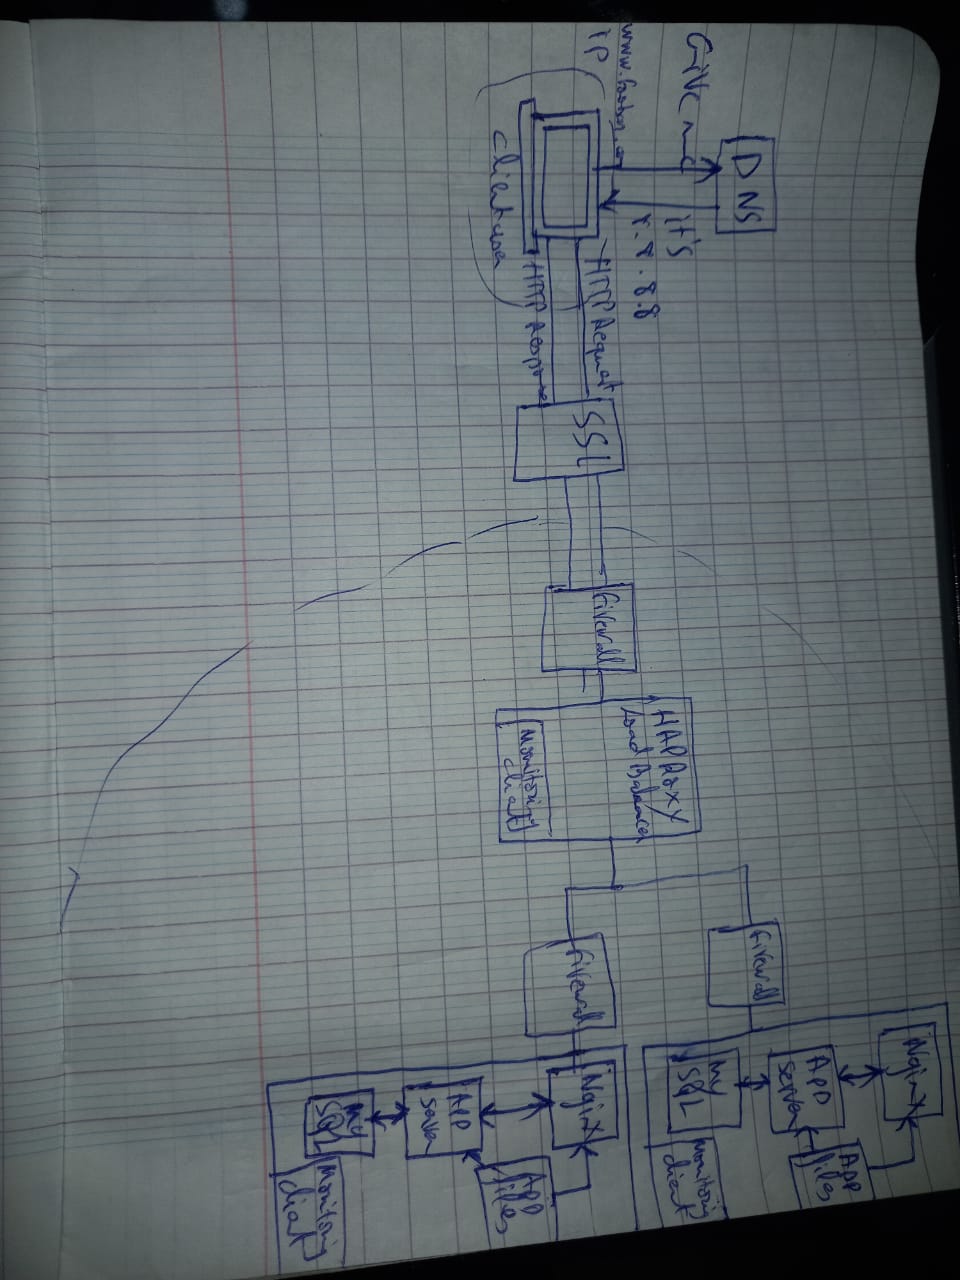 DNS
Give me
www.foobar.com
IP
it's
8.8.8.8
client user
HTTP Request
HTTP Response
SSL
firewall
HAPROXY
Load Balancer
Monitoring
client
firewall
firewall
Nginx
APP
server
APP
files
My
SQL
Monitoring
client
Nginx
APP
server
APP
files
My
SQL
Monitoring
client